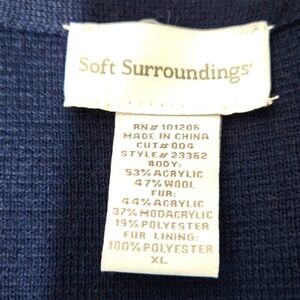 Soft Surroundings®
RN# 101206
MADE IN CHINA
CUT# 004
STYLE# 23362
BODY:
53% ACRYLIC
47% WOOL
FUR:
44% ACRYLIC
37% MODACRYLIC
19% POLYESTER
FUR LINING:
100% POLYESTER
XL